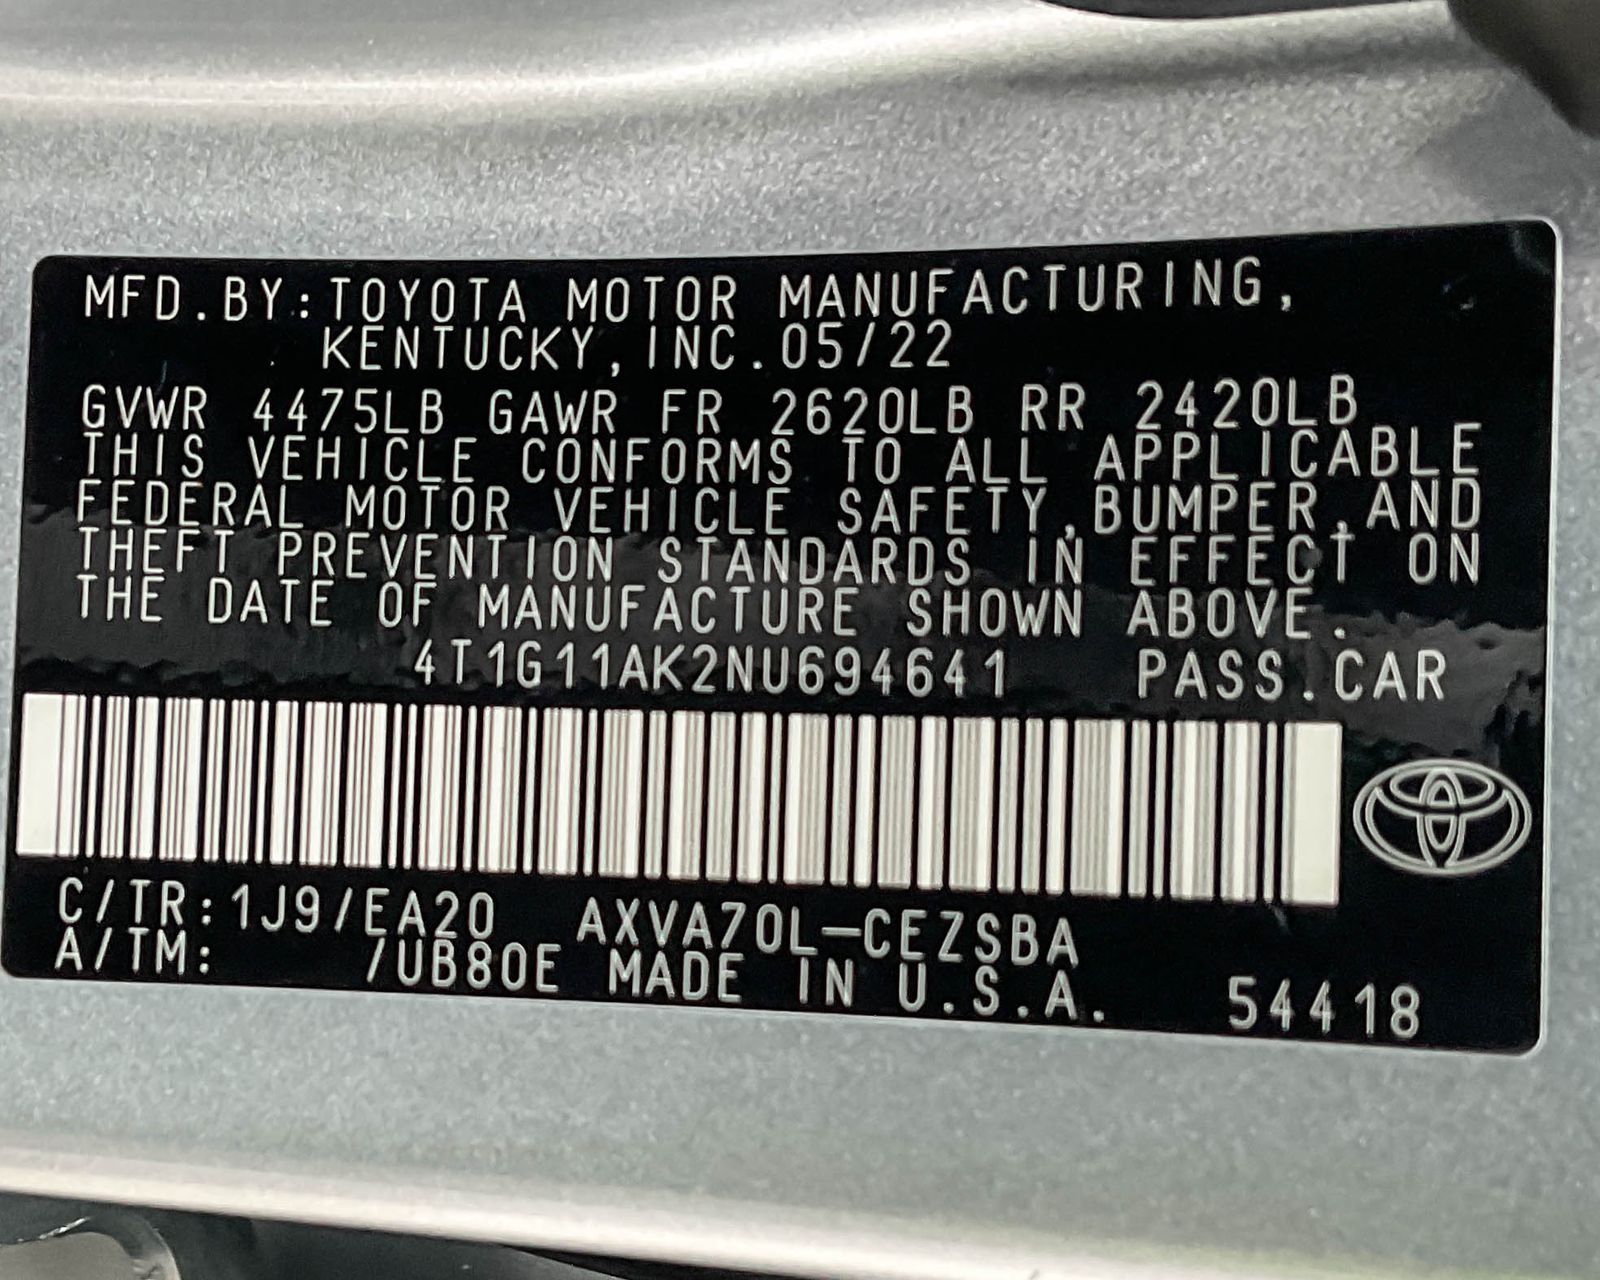 MFD.BY:TOYOTA MOTOR MANUFACTURING,
KENTUCKY,INC.05/22
GVWR 4475LB GAWR FR 2620LB RR 2420LB
THIS VEHICLE CONFORMS TO ALL APPLICABLE
FEDERAL MOTOR VEHICLE SAFETY,BUMPER,AND
THEFT PREVENTION STANDARDS IN EFFECT ON
THE DATE OF MANUFACTURE SHOWN ABOVE.
4T1G11AK2NU694641 PASS.CAR
C/TR:1J9/EA20 AXVA70L-CEZSBA
A/TM: /UB80E MADE IN U.S.A. 54418